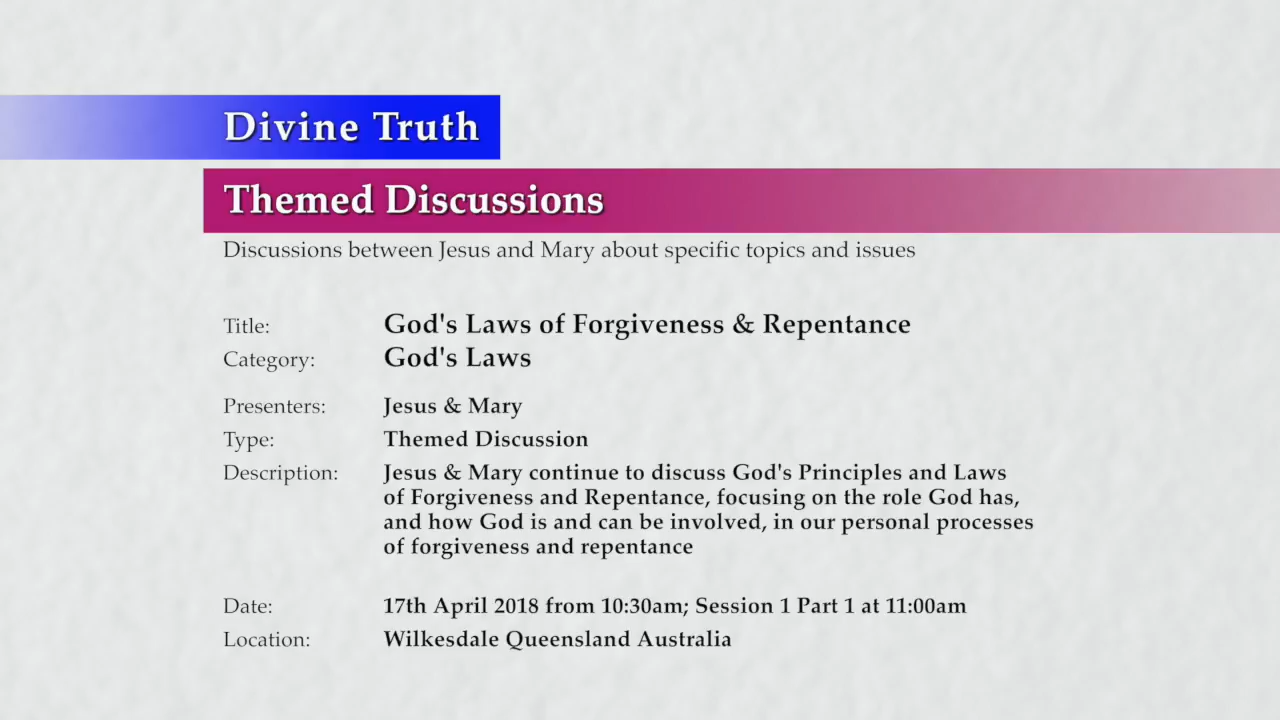 Divine Truth
Themed Discussions
Discussions between Jesus and Mary about specific topics and issues
Title: God's Laws of Forgiveness & Repentance
Category: God's Laws
Presenters: Jesus & Mary
Type: Themed Discussion
Description: Jesus & Mary continue to discuss God's Principles and Laws
of Forgiveness and Repentance, focusing on the role God has,
and how God is and can be involved, in our personal processes
of forgiveness and repentance
Date: 17th April 2018 from 10:30am; Session 1 Part 1 at 11:00am
Location: Wilkesdale Queensland Australia